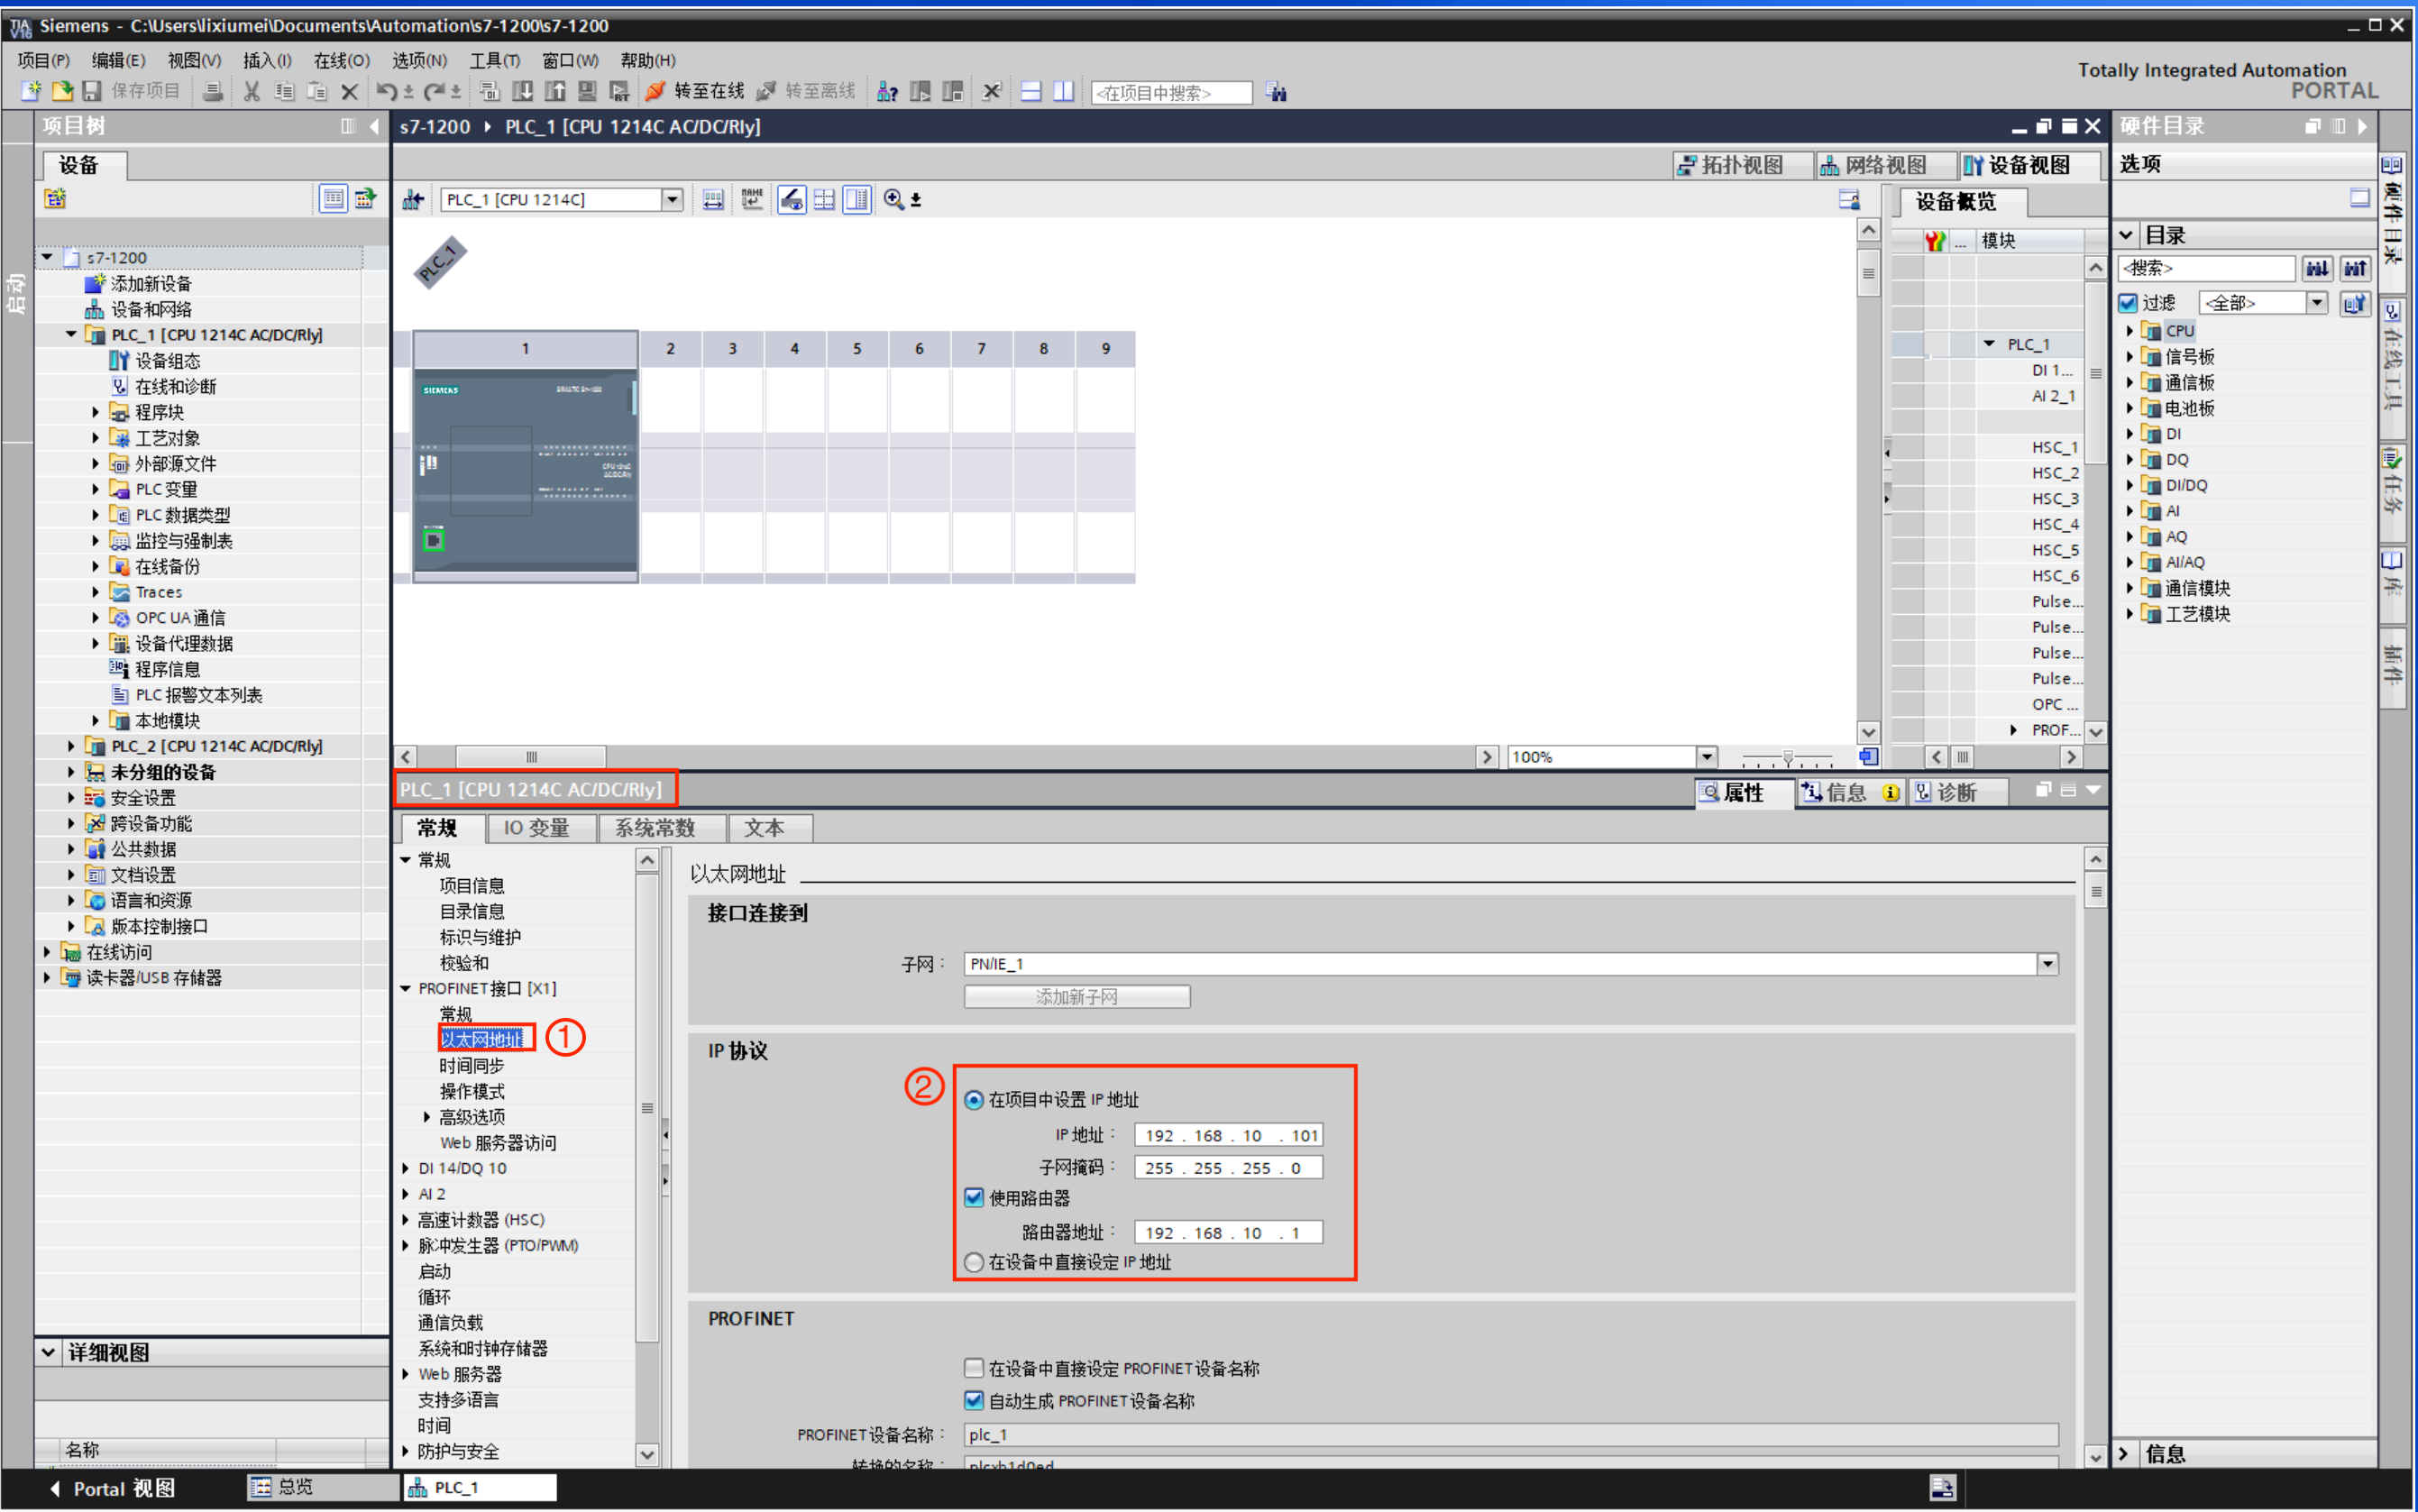 Siemens - C:\Users\lixiumei\Documents\Automation\s7-1200\s7-1200
项目(P) 编辑(E) 视图(V) 插入(I) 在线(O) 选项(N) 工具(T) 窗口(W) 帮助(H)
Totally Integrated Automation
PORTAL
保存项目 转至在线 转至离线 <在项目中搜索>
项目树
s7-1200 PLC_1 [CPU 1214C AC/DC/Rly]
硬件目录
设备
拓扑视图 网络视图 设备视图
选项
PLC_1 [CPU 1214C]
设备概览
启动
s7-1200
添加新设备
设备和网络
PLC_1 [CPU 1214C AC/DC/Rly]
设备组态
在线和诊断
程序块
工艺对象
外部源文件
PLC 变量
PLC 数据类型
监控与强制表
在线备份
Traces
OPC UA 通信
设备代理数据
程序信息
PLC 报警文本列表
本地模块
PLC_2 [CPU 1214C AC/DC/Rly]
未分组的设备
安全设置
跨设备功能
公共数据
文档设置
语言和资源
版本控制接口
在线访问
读卡器/USB 存储器
详细视图
名称
PLC_1
1 2 3 4 5 6 7 8 9
SIEMENS
SIMATIC S7-1200
CPU 1214C
AC/DC/Rly
100%
... 模块
PLC_1
DI 1...
AI 2_1
HSC_1
HSC_2
HSC_3
HSC_4
HSC_5
HSC_6
Pulse...
Pulse...
Pulse...
Pulse...
OPC ...
PROF...
目录
<搜索>
过滤 <全部>
CPU
信号板
通信板
电池板
DI
DQ
DI/DQ
AI
AQ
AI/AQ
通信模块
工艺模块
信息
硬件目录
在线工具
任务
库
插件
PLC_1 [CPU 1214C AC/DC/Rly]
属性 信息 诊断
常规 IO 变量 系统常数 文本
常规
项目信息
目录信息
标识与维护
校验和
PROFINET接口 [X1]
常规
以太网地址 ①
时间同步
操作模式
高级选项
Web 服务器访问
DI 14/DQ 10
AI 2
高速计数器 (HSC)
脉冲发生器 (PTO/PWM)
启动
循环
通信负载
系统和时钟存储器
Web 服务器
支持多语言
时间
防护与安全
以太网地址
接口连接到
子网: PN/IE_1
添加新子网
IP 协议
②
在项目中设置 IP 地址
IP 地址: 192 . 168 . 10 . 101
子网掩码: 255 . 255 . 255 . 0
使用路由器
路由器地址: 192 . 168 . 10 . 1
在设备中直接设定 IP 地址
PROFINET
在设备中直接设定 PROFINET设备名称
自动生成 PROFINET设备名称
PROFINET设备名称: plc_1
转换的名称: plcxb1d0ed
Portal 视图 总览 PLC_1